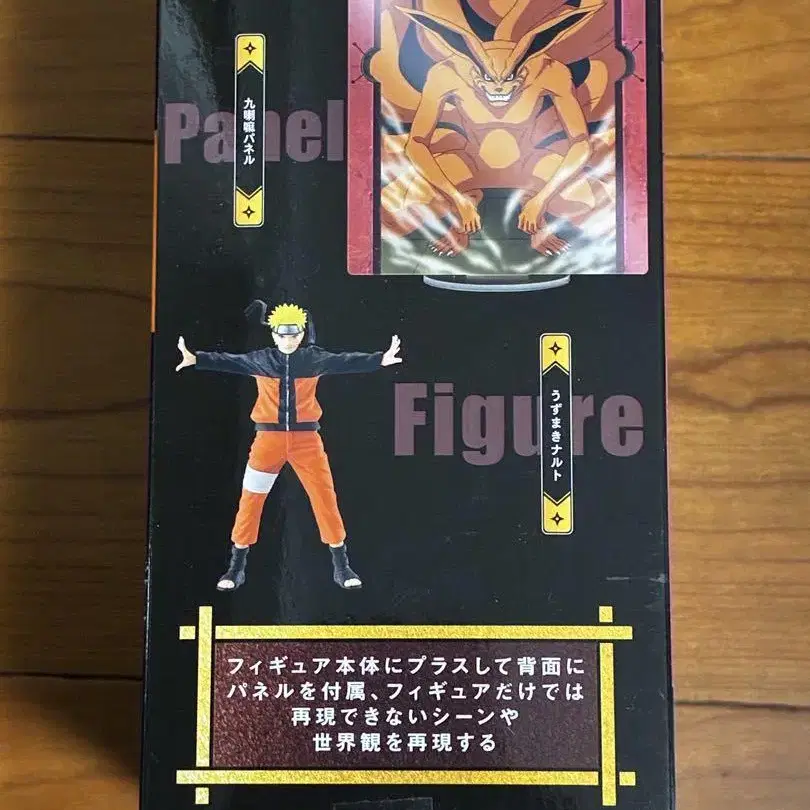 九喇嘛パネル
Panel
Figure
うずまきナルト
フィギュア本体にプラスして背面に
パネルを付属、フィギュアだけでは
再現できないシーンや
世界観を再現する